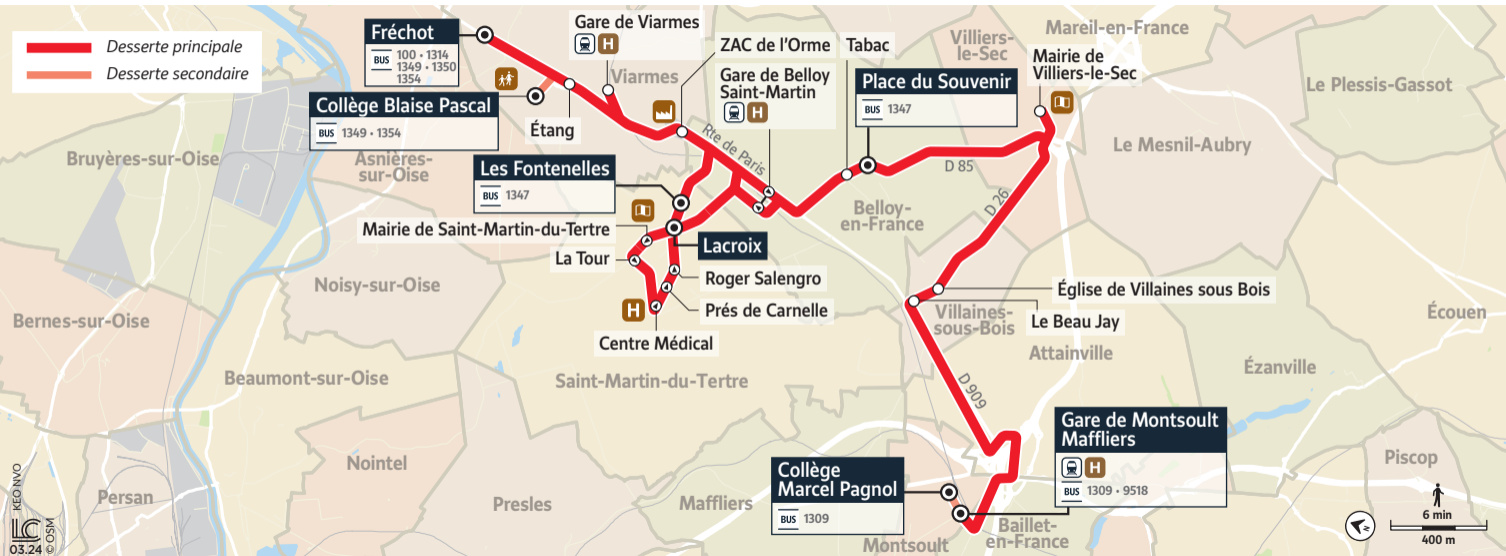 Desserte principale
Desserte secondaire
Fréchot
BUS 100 • 1314
1349 • 1350
1354
Gare de Viarmes
H
Viarmes
ZAC de l'Orme
Tabac
Gare de Belloy
Saint-Martin
H
Place du Souvenir
BUS 1347
Villiers-
le-Sec
Mareil-en-France
Mairie de
Villiers-le-Sec
Le Plessis-Gassot
Collège Blaise Pascal
BUS 1349 • 1354
Étang
Rte de Paris
Le Mesnil-Aubry
Bruyères-sur-Oise
Asnières-
sur-Oise
Les Fontenelles
BUS 1347
D 85
D 26
Belloy-
en-France
Mairie de Saint-Martin-du-Tertre
Lacroix
La Tour
Roger Salengro
Prés de Carnelle
H
Centre Médical
Noisy-sur-Oise
Bernes-sur-Oise
Église de Villaines sous Bois
Le Beau Jay
Villaines-
sous-Bois
Écouen
Attainville
Ézanville
Beaumont-sur-Oise
Saint-Martin-du-Tertre
D 909
Gare de Montsoult
Maffliers
H
BUS 1309 • 9518
Collège
Marcel Pagnol
BUS 1309
Nointel
Persan
Presles
Maffliers
Piscop
Montsoult
Baillet-
en-France
6 min
400 m
N
KEO NVO
03.24 © OSM